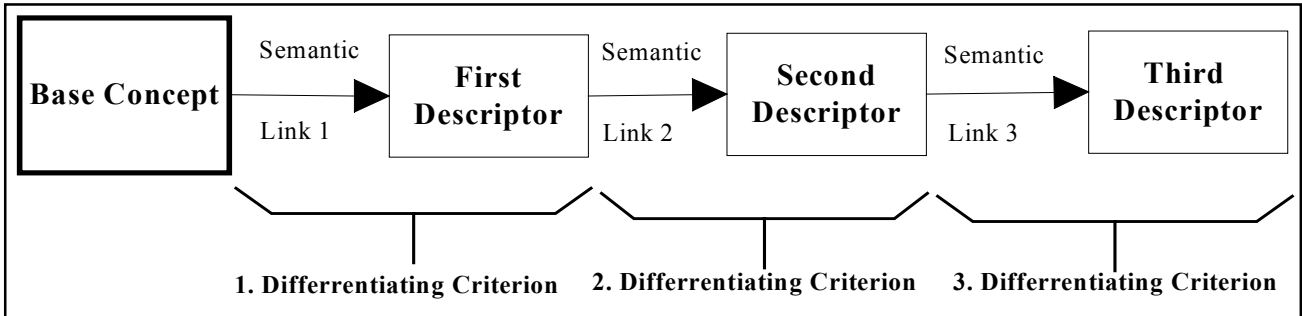 Base Concept
Semantic
Link 1
First
Descriptor
Semantic
Link 2
Second
Descriptor
Semantic
Link 3
Third
Descriptor
1. Differrentiating Criterion
2. Differrentiating Criterion
3. Differrentiating Criterion